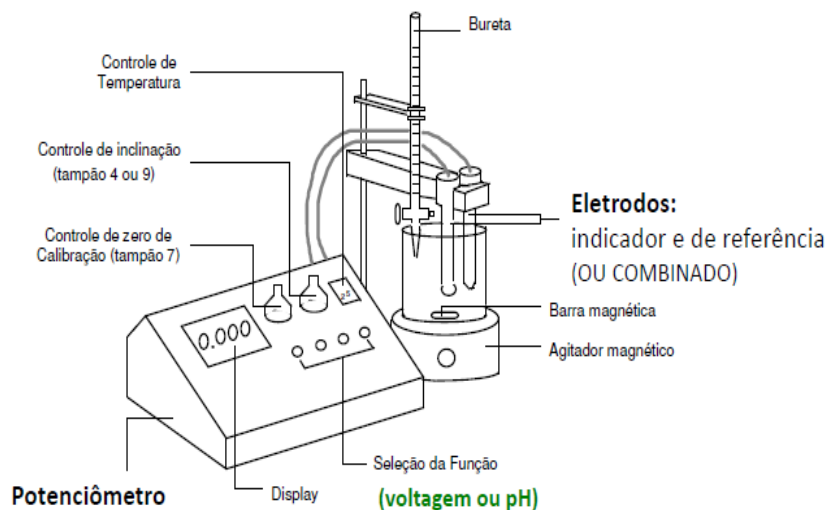 Bureta
Controle de
Temperatura
Controle de inclinação
(tampão 4 ou 9)
Controle de zero de
Calibração (tampão 7)
Eletrodos:
indicador e de referência
(OU COMBINADO)
25
0.000
Barra magnética
Agitador magnético
Seleção da Função
Potenciômetro
Display
(voltagem ou pH)